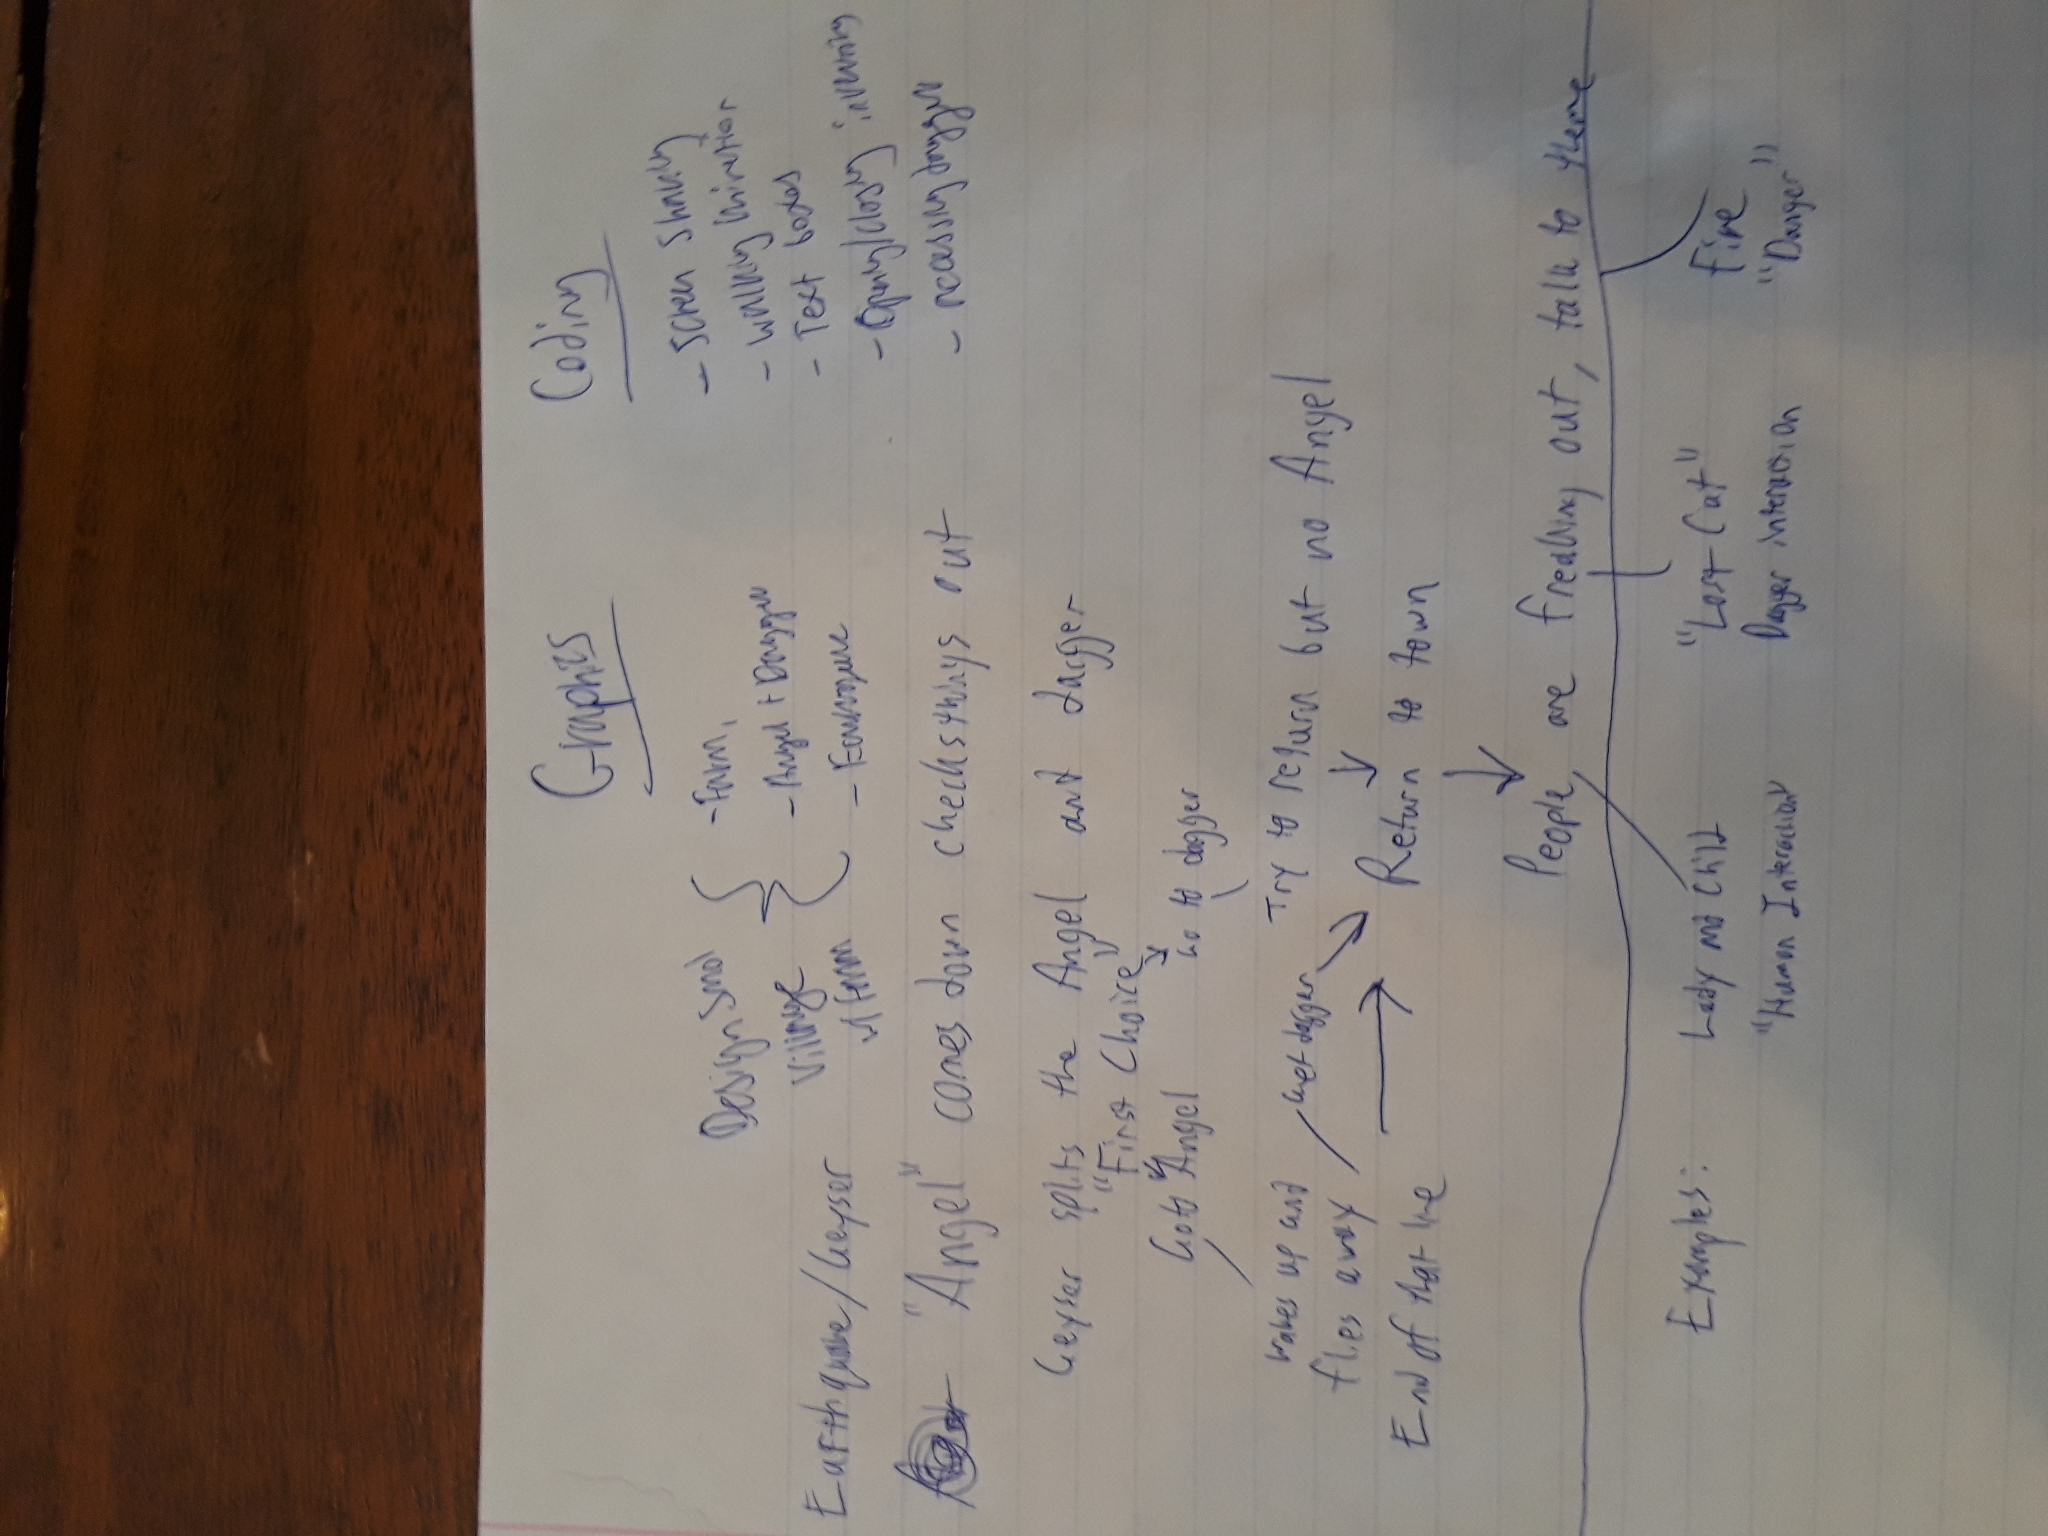 Graphics
Coding
Design Smol
Village
w/ Farm
- Farm,
- Angel + Dagger
- Earthquake
- Screen Shaking
- Walking
- Text boxes
- Opening/closing
- accessing dagger
Earthquake/Geyser
"Angel" comes down checks things out
Geyser splits the Angel and dagger
"First Choice"
Go to Angel
Go to dagger
wakes up and
flies away
End of that line
Get dagger
Try to return but no Angel
Return to town
People are freaking out, talk to
Examples:
Lady and Child
"Human Interaction"
"Lost Cat"
Dagger interaction
Fire
"Danger"